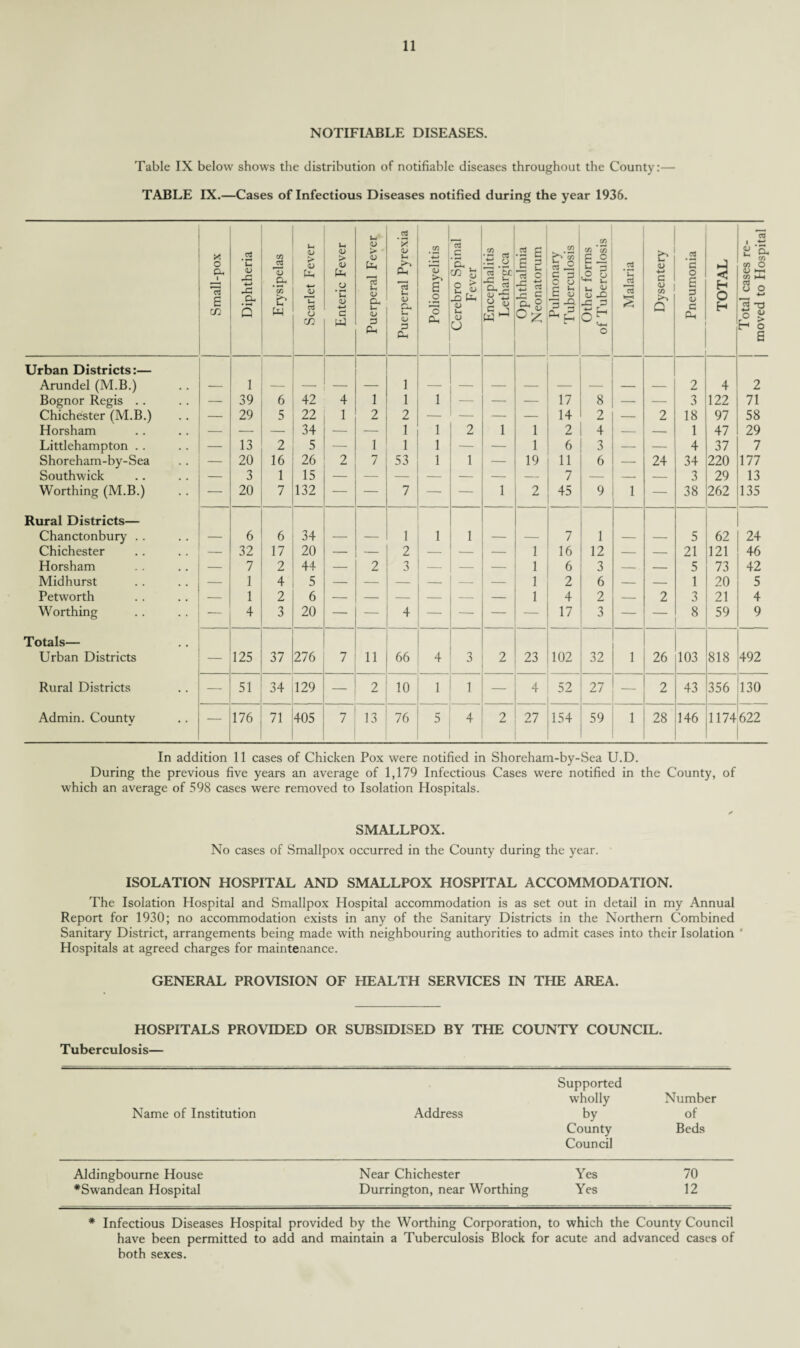 11
NOTIFIABLE DISEASES.
Table IX below shows the distribution of notifiable diseases throughout the County:—
TABLE IX.—Cases of Infectious Diseases notified during the year 1936.
Small-pox | Diphtheria | Erysipelas | Scarlet Fever | Enteric Fever | Puerperal Fever | Puerperal Pyrexia | Poliomyelitis | Cerebro Spinal Fever | Encephalitis Lethargica | Ophthalmia Neonatorum | Pulmonary Tuberculosis | Other forms of Tuberculosis | Malaria | Dysentery | Pneumonia | TOTAL | Total cases removed to Hospital
Urban Districts:—
Arundel (M.B.) .. — 1 — — — — 1 — — — — — — — — 2 4 2
Bognor Regis .. .. — 39 6 42 4 1 1 1 — — — 17 8 — — 3 122 71
Chichester (M.B.) .. — 29 5 22 1 2 2 — — — — 14 2 — 2 18 97 58
Horsham .. .. — — — 34 — — 1 1 2 1 1 2 4 — — 1 47 29
Littlehampton .. .. — 13 2 5 — 1 1 1 — — 1 6 3 — — 4 37 7
Shoreham-by-Sea .. — 20 16 26 2 7 53 1 1 — 19 11 6 — 24 34 220 177
Southwick .. .. — 3 1 15 — — — — — — — 7 — — — 3 29 13
Worthing (M.B.) .. — 20 7 132 — — 7 — — 1 2 45 9 1 — 38 262 135
Rural Districts—
Chanctonbury .. .. — 6 6 34 — — 1 1 1 — — 7 1 — — 5 62 24
Chichester .. .. — 32 17 20 — — 2 — — — 1 16 12 — — 21 121 46
Horsham .. .. — 7 2 44 — 2 3 — — — 1 6 3 — — 5 73 42
Midhurst .. .. — 1 4 5 — — — — — — 1 2 6 — — 1 20 5
Petworth .. .. — 1 2 6 — — — — — — 1 4 2 — 2 3 21 4
Worthing .. .. — 4 3 20 — — 4 — — — — 17 3 — — 8 59 9
Totals— ..
Urban Districts — 125 37 276 7 11 66 4 3 2 23 102 32 1 26 103 818 492
Rural Districts .. — 51 34 129 — 2 10 1 1 — 4 52 27 — 2 43 356 130
Admin. County .. — 176 71 405 7 13 76 5 4 2 27 154 59 1 28 146 1174 622
In addition 11 cases of Chicken Pox were notified in Shoreham-by-Sea U.D.
During the previous five years an average of 1,179 Infectious Cases were notified in the County, of
which an average of 598 cases were removed to Isolation Hospitals.
SMALLPOX.
No cases of Smallpox occurred in the County during the year.
ISOLATION HOSPITAL AND SMALLPOX HOSPITAL ACCOMMODATION.
The Isolation Hospital and Smallpox Hospital accommodation is as set out in detail in my Annual
Report for 1930; no accommodation exists in any of the Sanitary Districts in the Northern Combined
Sanitary District, arrangements being made with neighbouring authorities to admit cases into their Isolation
Hospitals at agreed charges for maintenance.
GENERAL PROVISION OF HEALTH SERVICES IN THE AREA.
HOSPITALS PROVIDED OR SUBSIDISED BY THE COUNTY COUNCIL.
Tuberculosis—
Supported
wholly Number
Name of Institution Address by of
County Beds
Council
Aldingbourne House Near Chichester Yes 70
*Swandean Hospital Durrington, near Worthing Yes 12
* Infectious Diseases Hospital provided by the Worthing Corporation, to which the County Council
have been permitted to add and maintain a Tuberculosis Block for acute and advanced cases of
both sexes.